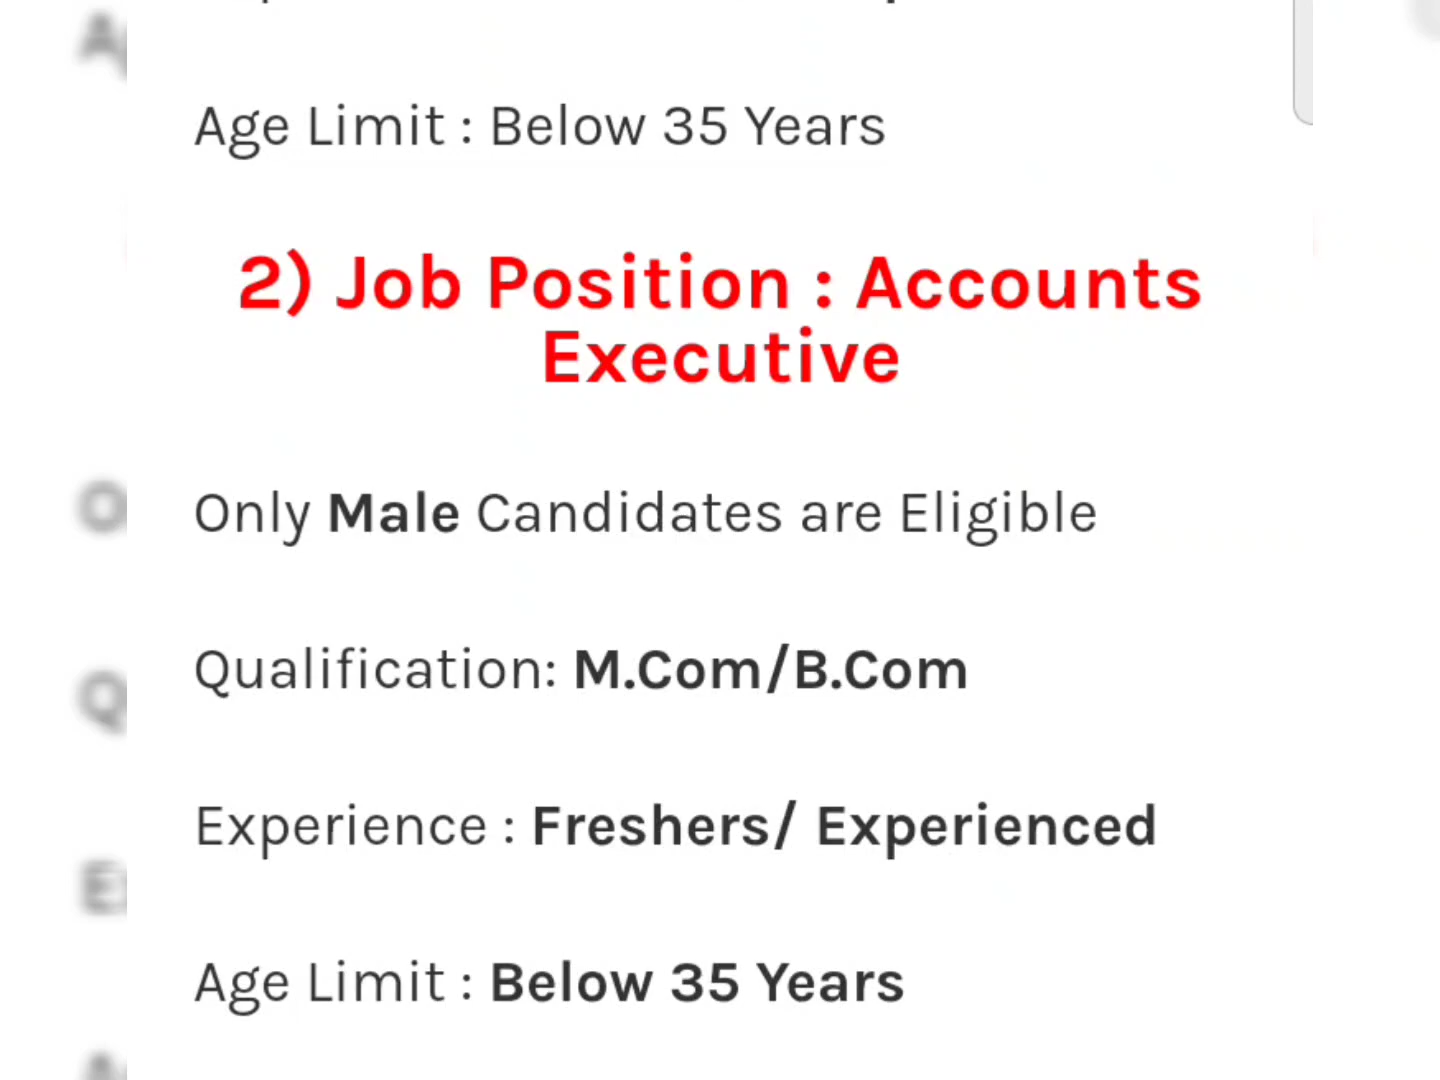 Age Limit : Below 35 Years
2) Job Position : Accounts
Executive
Only Male Candidates are Eligible
Qualification: M.Com/B.Com
Experience : Freshers/ Experienced
Age Limit : Below 35 Years